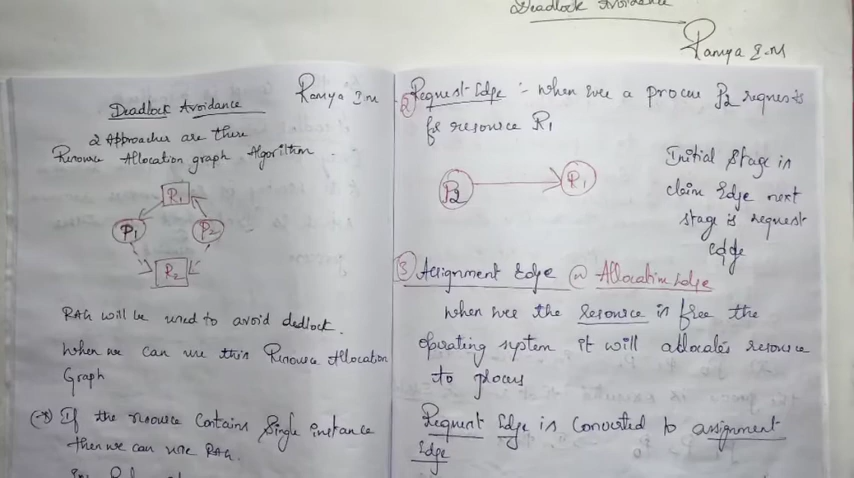 Deadlock Avoidance
Ramya I.M
Ramya I.M
Deadlock Avoidance
2 Approaches are there
Resource Allocation graph Algorithm
R1
P1
P2
R2
RAG will be used to avoid dedlock.
when we can use this Resource Allocation
Graph
(→) If the resource contains single instance
then we can use RAG.
2 Request Edge :- when ever a process P2 requests
for resource R1
P2
R1
Initial stage is
claim Edge next
stage is request
edge
3 Assignment Edge or Allocation Edge
when ever the Resource is free the
operating system it will allocates resource
to process
Request Edge is converted to assignment
Edge